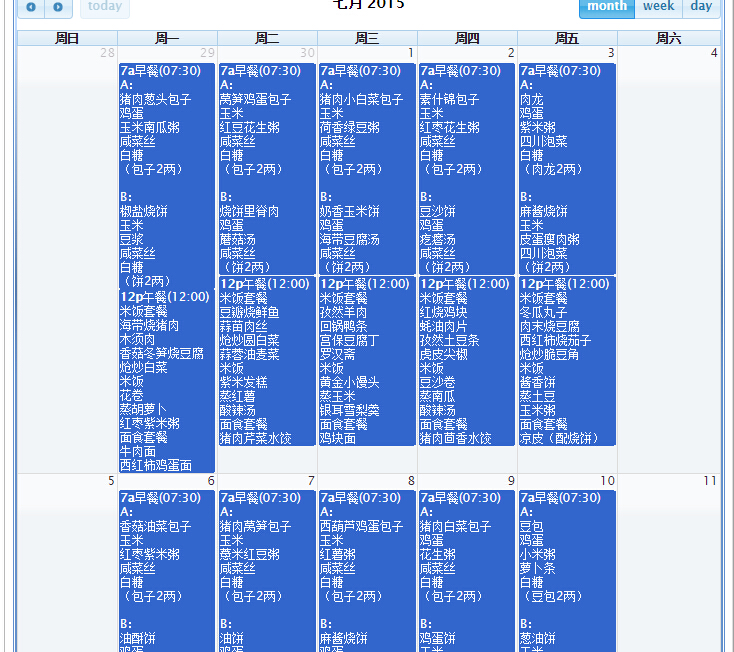 today
七月 2015
month week day
周日 周一 周二 周三 周四 周五 周六
28 29 30 1 2 3 4
7a早餐(07:30)
A:
猪肉葱头包子
鸡蛋
玉米南瓜粥
咸菜丝
白糖
（包子2两）
B:
椒盐烧饼
玉米
豆浆
咸菜丝
白糖
（饼2两）
12p午餐(12:00)
米饭套餐
海带烧猪肉
木须肉
香菇冬笋烧豆腐
炝炒白菜
米饭
花卷
蒸胡萝卜
红枣紫米粥
面食套餐
牛肉面
西红柿鸡蛋面
7a早餐(07:30)
A:
莴笋鸡蛋包子
玉米
红豆花生粥
咸菜丝
白糖
（包子2两）
B:
烧饼里脊肉
鸡蛋
蘑菇汤
咸菜丝
（饼2两）
12p午餐(12:00)
米饭套餐
豆瓣烧鲜鱼
蒜苗肉丝
炝炒圆白菜
蒜蓉油麦菜
米饭
紫米发糕
蒸红薯
酸辣汤
面食套餐
猪肉芹菜水饺
7a早餐(07:30)
A:
猪肉小白菜包子
玉米
荷香绿豆粥
咸菜丝
白糖
（包子2两）
B:
奶香玉米饼
鸡蛋
海带豆腐汤
咸菜丝
（饼2两）
12p午餐(12:00)
米饭套餐
孜然羊肉
回锅鸭条
宫保豆腐丁
罗汉斋
米饭
黄金小馒头
蒸玉米
银耳雪梨羹
面食套餐
鸡块面
7a早餐(07:30)
A:
素什锦包子
玉米
红枣花生粥
咸菜丝
白糖
（包子2两）
B:
豆沙饼
鸡蛋
疙瘩汤
咸菜丝
（饼2两）
12p午餐(12:00)
米饭套餐
红烧鸡块
蚝油肉片
孜然土豆条
虎皮尖椒
米饭
豆沙卷
蒸南瓜
酸辣汤
面食套餐
猪肉茴香水饺
7a早餐(07:30)
A:
肉龙
鸡蛋
紫米粥
四川泡菜
白糖
（肉龙2两）
B:
麻酱烧饼
玉米
皮蛋瘦肉粥
四川泡菜
（饼2两）
12p午餐(12:00)
米饭套餐
冬瓜丸子
肉末烧豆腐
西红柿烧茄子
炝炒脆豆角
米饭
酱香饼
蒸土豆
玉米粥
面食套餐
凉皮（配烧饼）
5 6 7 8 9 10 11
7a早餐(07:30)
A:
香菇油菜包子
玉米
红枣紫米粥
咸菜丝
白糖
（包子2两）
B:
油酥饼
鸡蛋
7a早餐(07:30)
A:
猪肉莴笋包子
玉米
薏米红豆粥
咸菜丝
白糖
（包子2两）
B:
油饼
鸡蛋
7a早餐(07:30)
A:
西葫芦鸡蛋包子
玉米
红薯粥
咸菜丝
白糖
（包子2两）
B:
麻酱烧饼
鸡蛋
7a早餐(07:30)
A:
猪肉白菜包子
鸡蛋
花生粥
咸菜丝
白糖
（包子2两）
B:
鸡蛋饼
玉米
7a早餐(07:30)
A:
豆包
鸡蛋
小米粥
萝卜条
白糖
（豆包2两）
B:
葱油饼
玉米